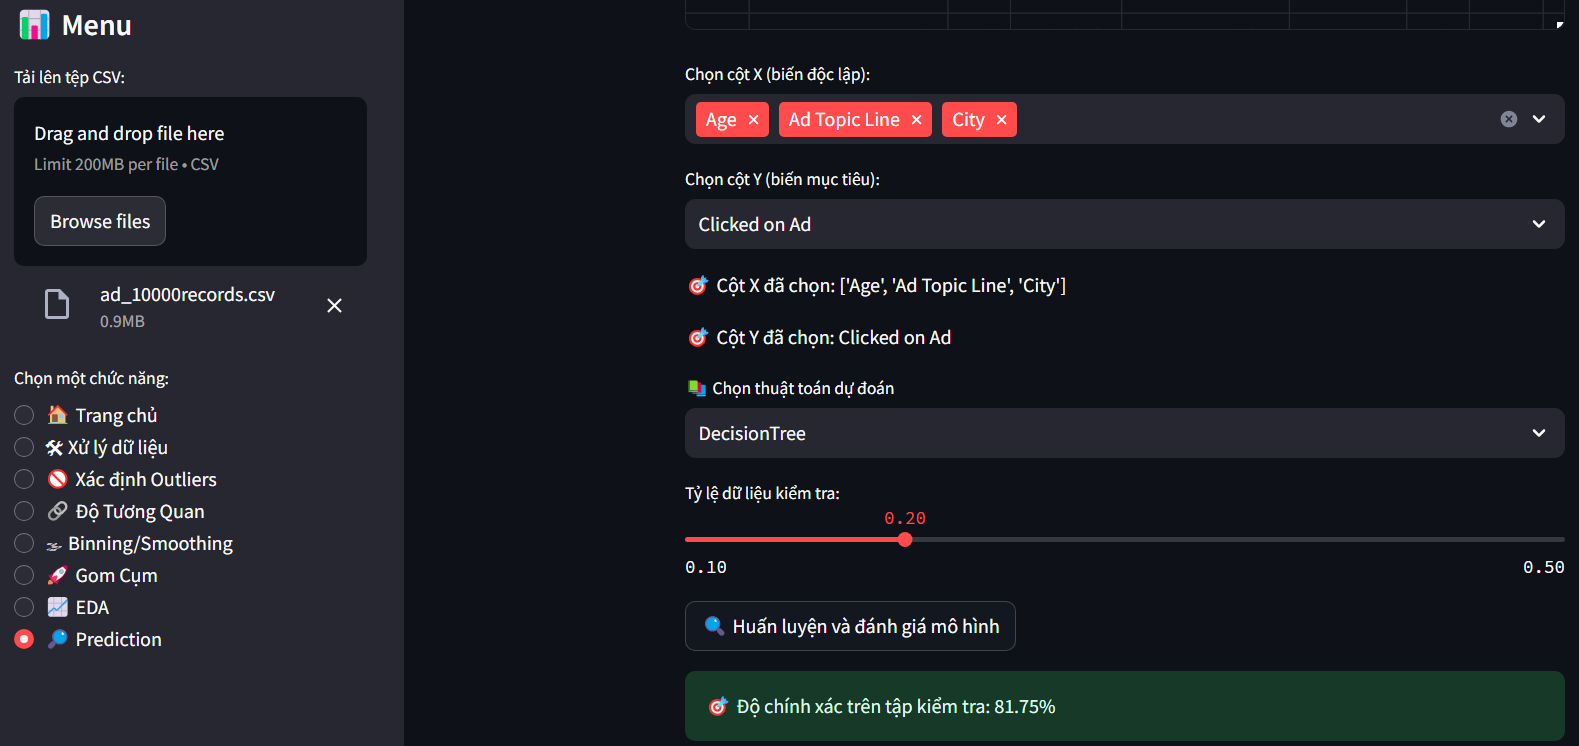 Menu
Tải lên tệp CSV:
Drag and drop file here
Limit 200MB per file • CSV
Browse files
ad_10000records.csv
0.9MB
Chọn một chức năng:
Trang chủ
Xử lý dữ liệu
Xác định Outliers
Độ Tương Quan
Binning/Smoothing
Gom Cụm
EDA
Prediction
Chọn cột X (biến độc lập):
Age Ad Topic Line City
Chọn cột Y (biến mục tiêu):
Clicked on Ad
Cột X đã chọn: ['Age', 'Ad Topic Line', 'City']
Cột Y đã chọn: Clicked on Ad
Chọn thuật toán dự đoán
DecisionTree
Tỷ lệ dữ liệu kiểm tra:
0.20
0.10 0.50
Huấn luyện và đánh giá mô hình
Độ chính xác trên tập kiểm tra: 81.75%